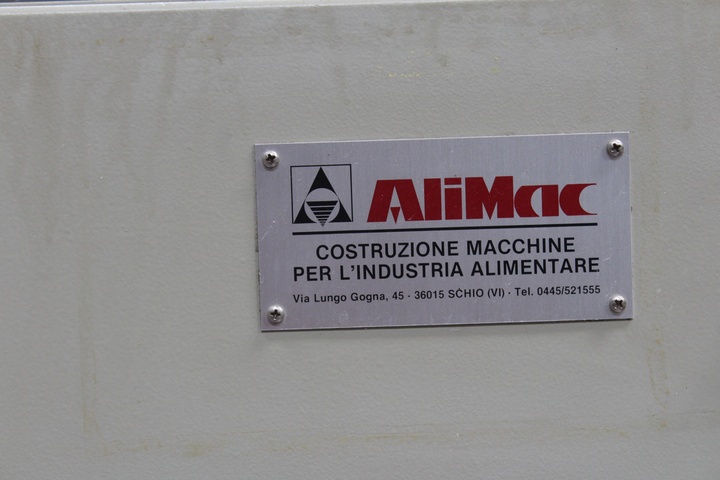 AliMac
COSTRUZIONE MACCHINE
PER L'INDUSTRIA ALIMENTARE
Via Lungo Gogna, 45 - 36015 SCHIO (VI) - Tel. 0445/521555